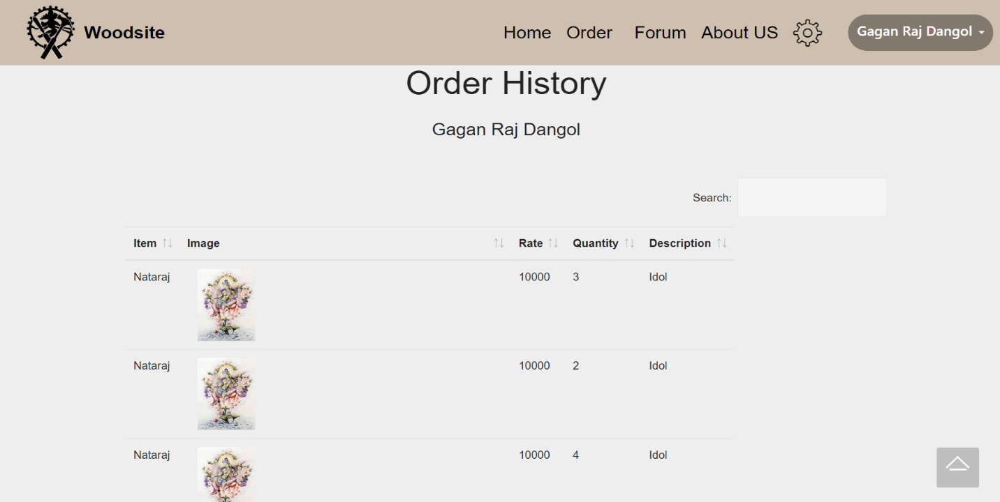 Woodsite Home Order Forum About US Gagan Raj Dangol
Order History
Gagan Raj Dangol
Search:
Item Image Rate Quantity Description
Nataraj 10000 3 Idol
Nataraj 10000 2 Idol
Nataraj 10000 4 Idol